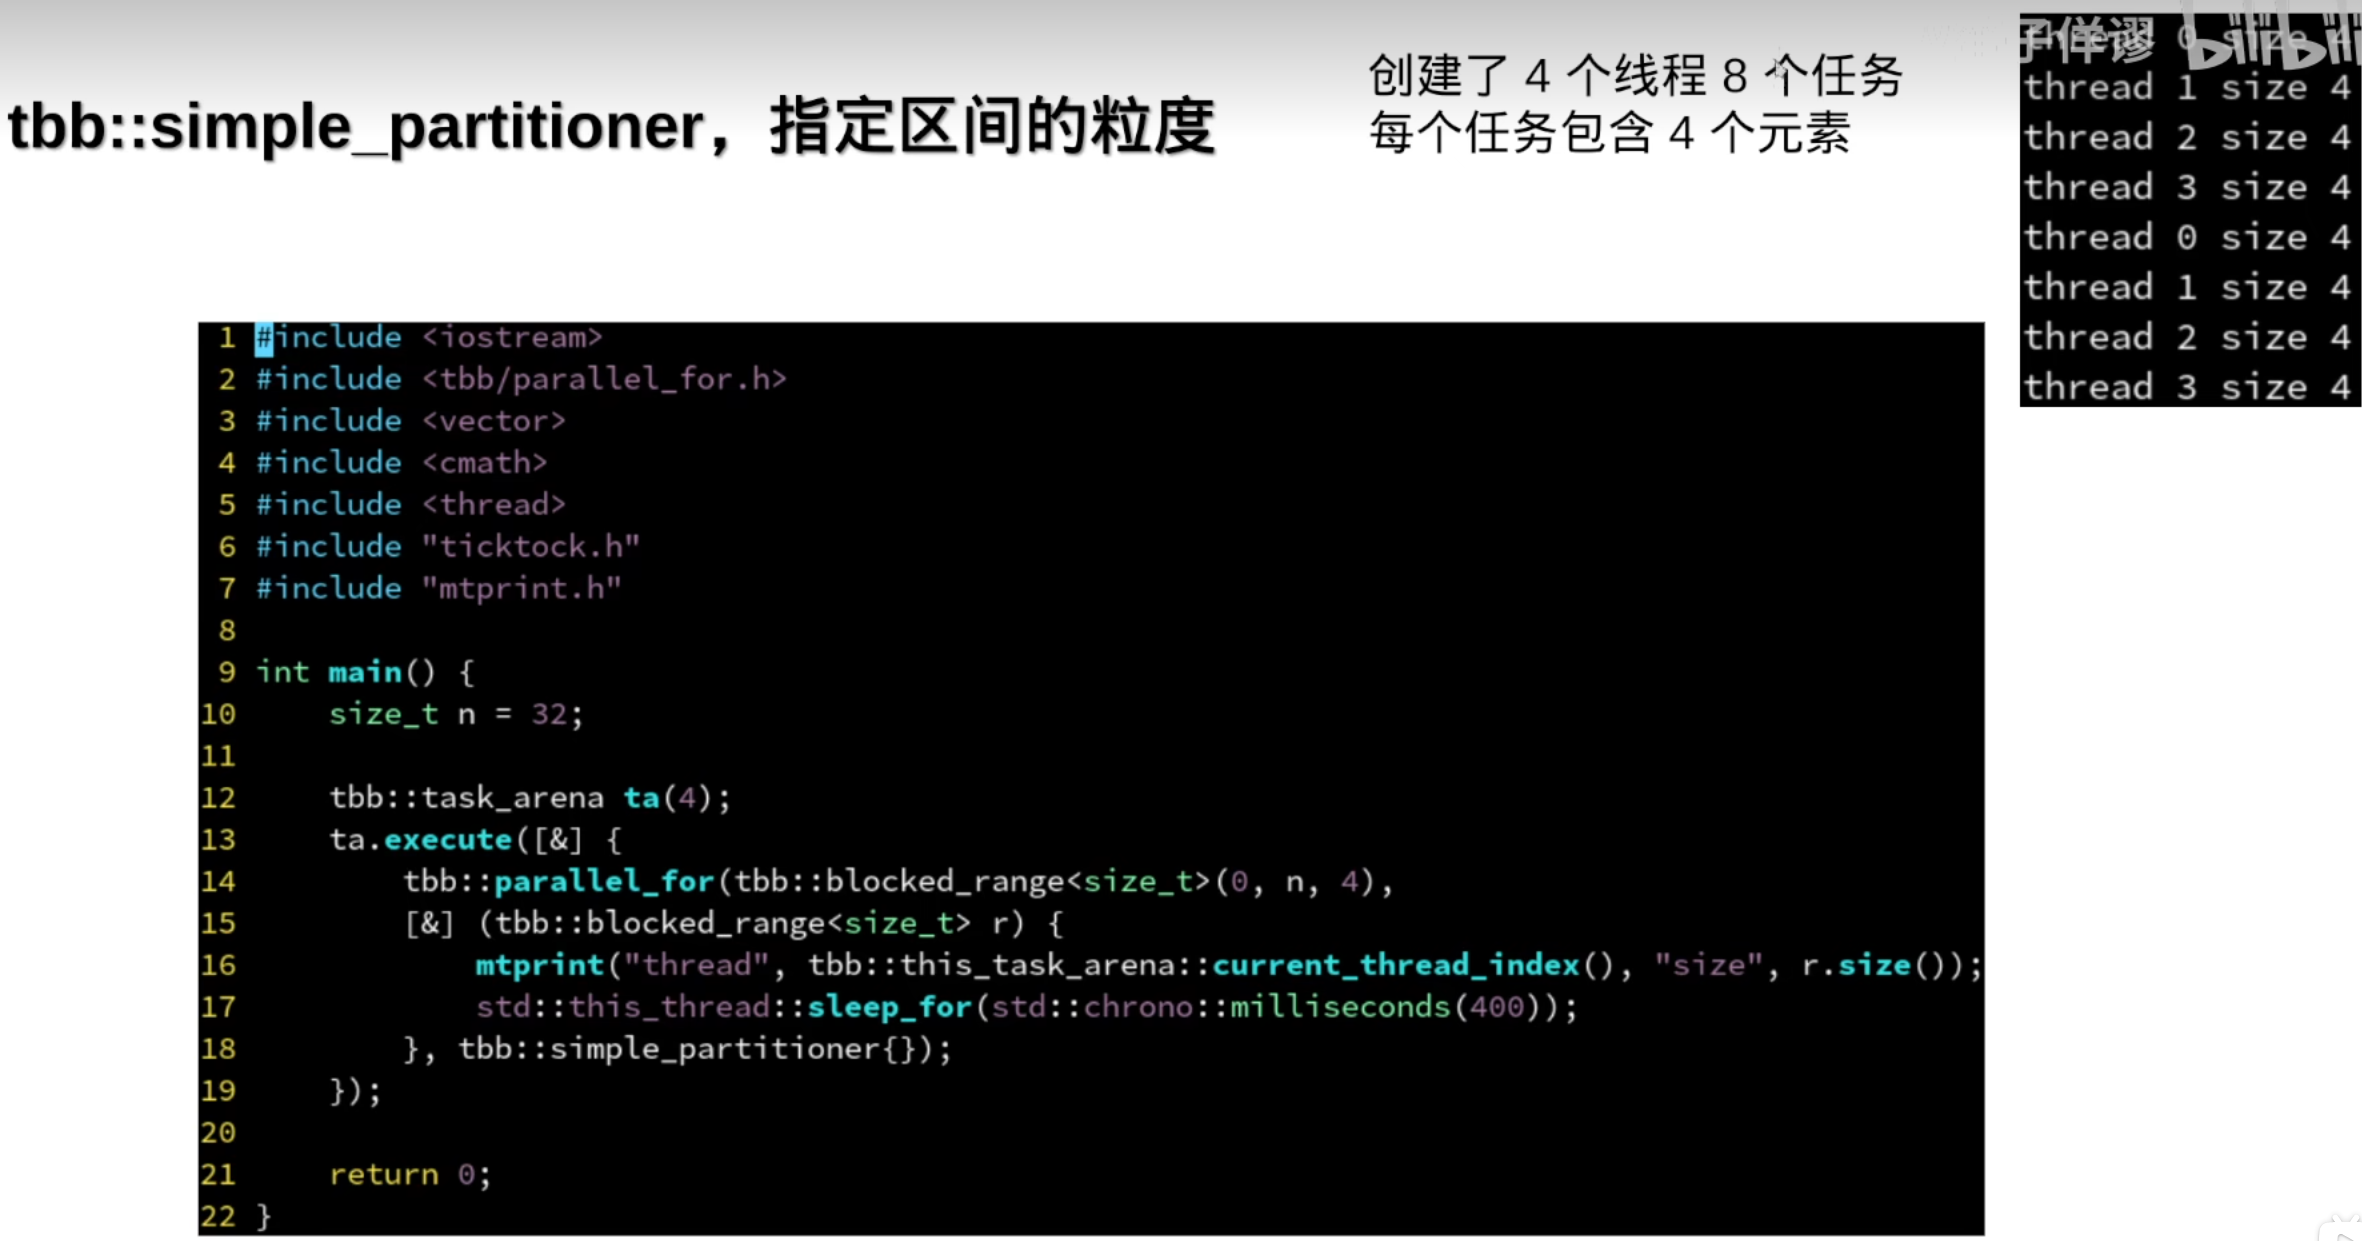 tbb::simple_partitioner，指定区间的粒度
创建了 4 个线程 8 个任务
每个任务包含 4 个元素
thread 0 size 4
thread 1 size 4
thread 2 size 4
thread 3 size 4
thread 0 size 4
thread 1 size 4
thread 2 size 4
thread 3 size 4
1 #include <iostream>
2 #include <tbb/parallel_for.h>
3 #include <vector>
4 #include <cmath>
5 #include <thread>
6 #include "ticktock.h"
7 #include "mtprint.h"
8
9 int main() {
10     size_t n = 32;
11
12     tbb::task_arena ta(4);
13     ta.execute([&] {
14         tbb::parallel_for(tbb::blocked_range<size_t>(0, n, 4),
15         [&] (tbb::blocked_range<size_t> r) {
16             mtprint("thread", tbb::this_task_arena::current_thread_index(), "size", r.size());
17             std::this_thread::sleep_for(std::chrono::milliseconds(400));
18         }, tbb::simple_partitioner{});
19     });
20
21     return 0;
22 }